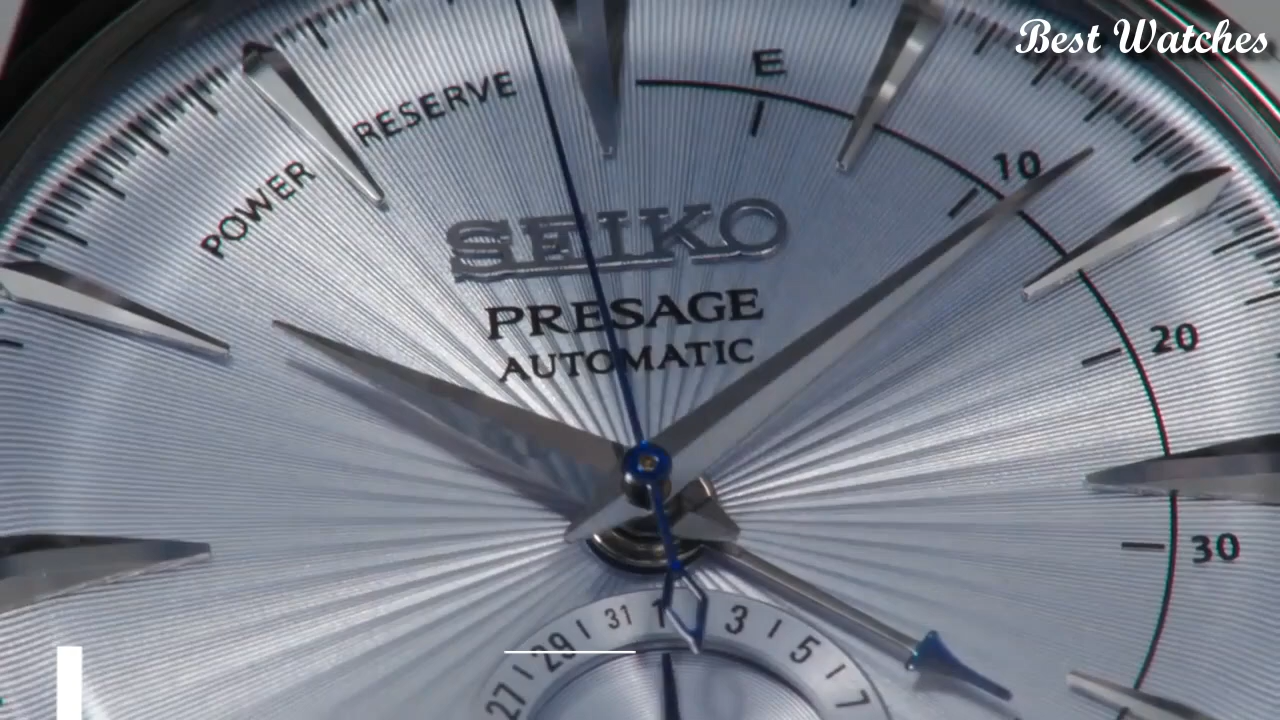 Best Watches
POWER RESERVE
E
10
20
30
SEIKO
PRESAGE
AUTOMATIC
27 29 31 1 3 5 7